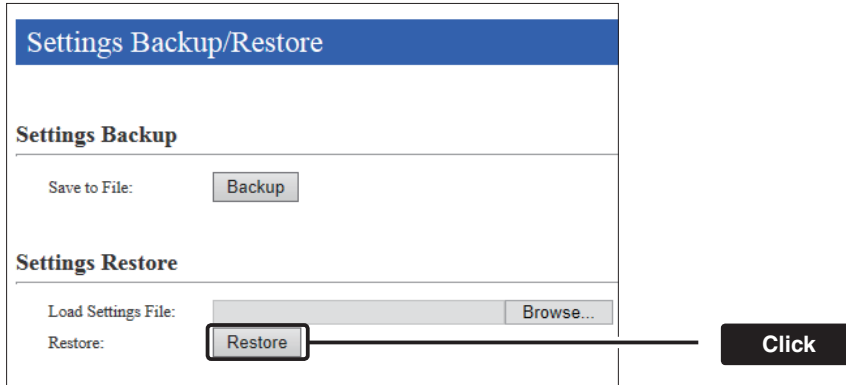 Settings Backup/Restore
Settings Backup
Save to File: Backup
Settings Restore
Load Settings File: Browse...
Restore: Restore
Click